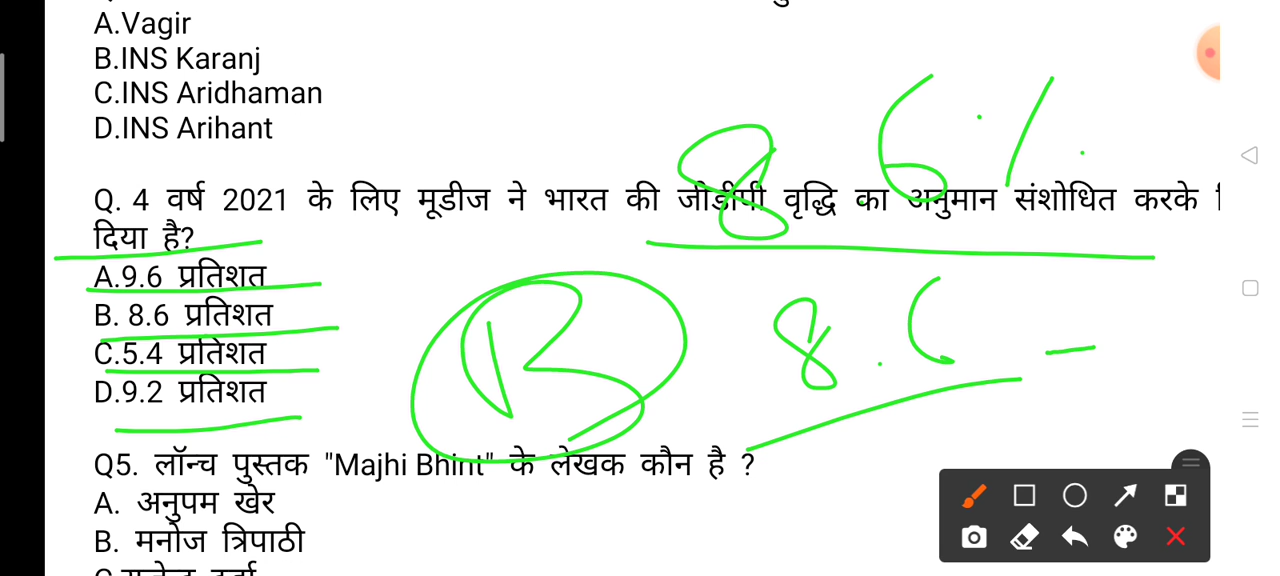 A.Vagir
B.INS Karanj
C.INS Aridhaman
D.INS Arihant
8 6%
Q. 4 वर्ष 2021 के लिए मूडीज ने भारत की जीडीपी वृद्धि का अनुमान संशोधित करके
दिया है?
A.9.6 प्रतिशत
B. 8.6 प्रतिशत
C.5.4 प्रतिशत
D.9.2 प्रतिशत
B 8.6
Q5. लॉन्च पुस्तक "Majhi Bhint" के लेखक कौन है ?
A. अनुपम खेर
B. मनोज त्रिपाठी